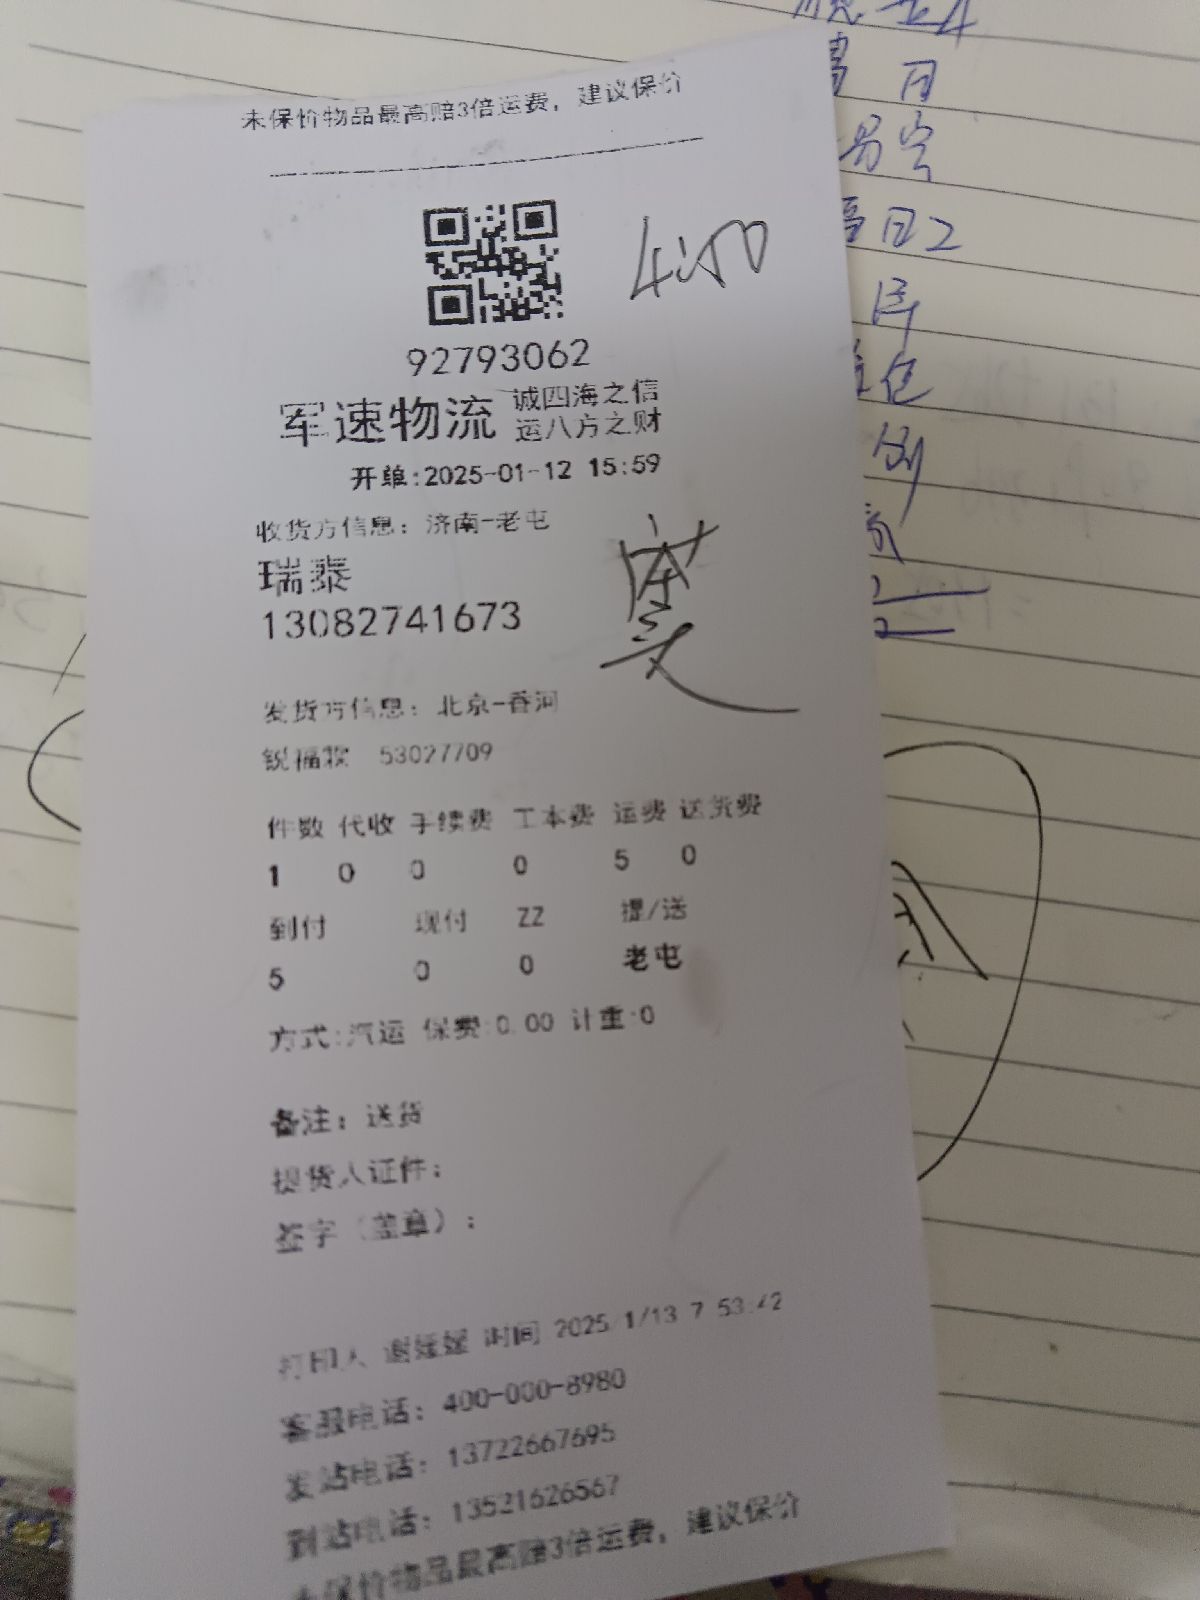 未保价物品最高赔3倍运费，建议保价
92793062
军速物流 诚四海之信
运八方之财
开单:2025-01-12 15:59
收货方信息：济南-老屯
瑞泰
13082741673
发货方信息：北京-香河
锐福 53027709
件数 代收 手续费 工本费 运费 送货费
1 0 0 0 5 0
到付 现付 ZZ 提/送
5 0 0 老屯
方式:汽运 保费:0.00 计重:0
备注：送货
提货人证件：
签字（盖章）：
打印人 时间 2025/1/13 7:53:42
客服电话：400-000-8980
发站电话：13722667695
到站电话：13521626567
未保价物品最高赔3倍运费，建议保价